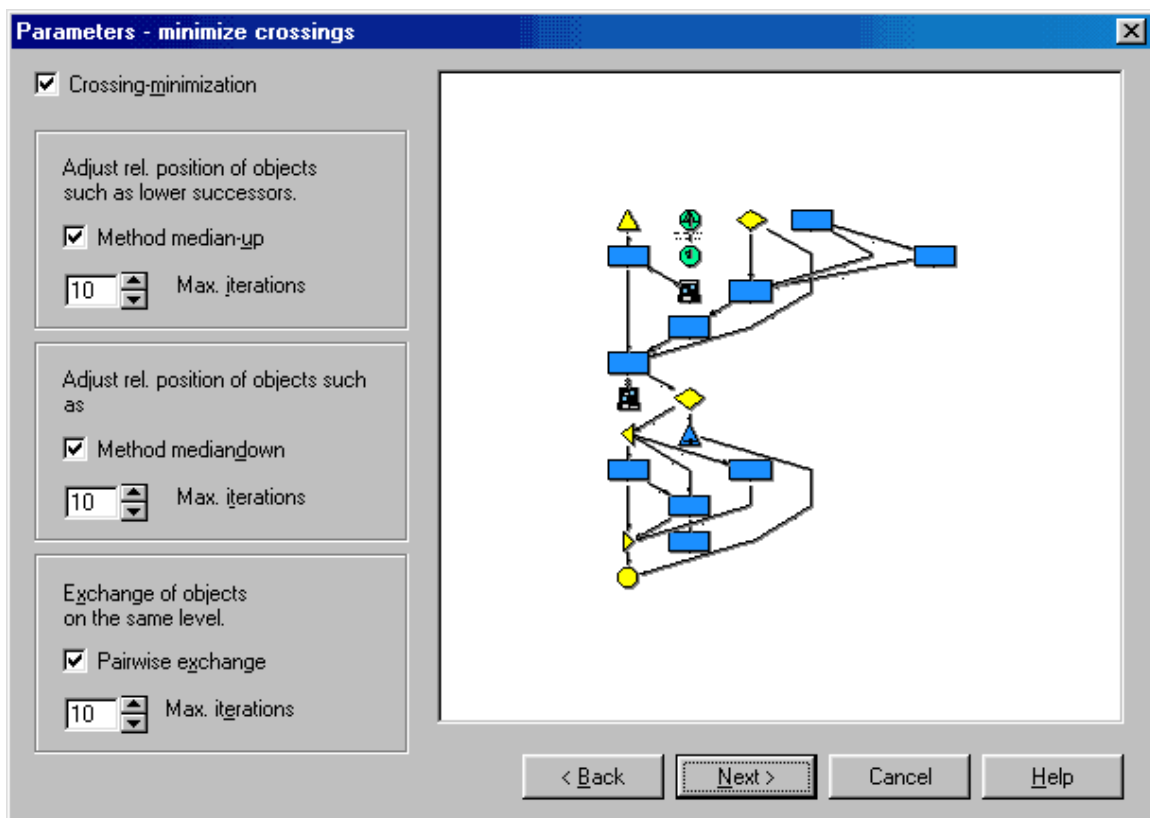 Parameters - minimize crossings
Crossing-minimization
Adjust rel. position of objects
such as lower successors.
Method median-up
10 Max. iterations
Adjust rel. position of objects such
as
Method mediandown
10 Max. iterations
Exchange of objects
on the same level.
Pairwise exchange
10 Max. iterations
< Back Next > Cancel Help